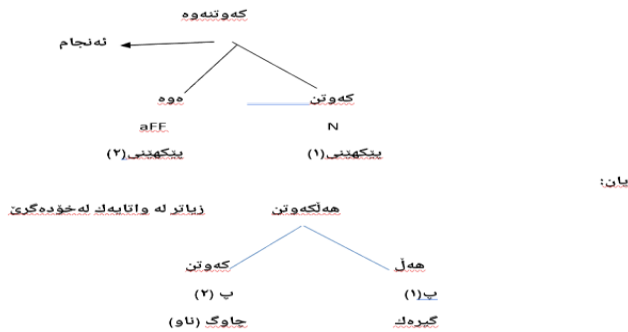 کەوتنەوە
ئەنجام
کەوتن ەوە
N aFF
پێکهێنی(١) پێکهێنی(٢)
یان:
هەڵکەوتن زیاتر لە واتایەك لەخۆدەگرێ
هەڵ کەوتن
پ(١) پ (٢)
گیرەك چاوگ (ناو)